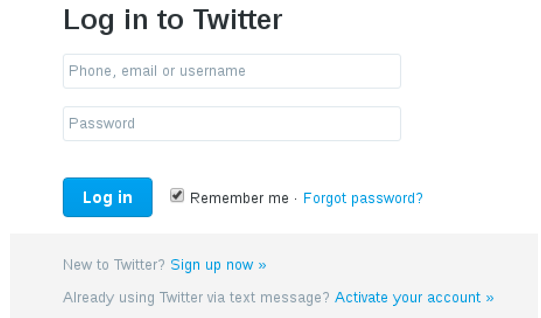 Log in to Twitter
Phone, email or username
Password
Log in Remember me · Forgot password?
New to Twitter? Sign up now »
Already using Twitter via text message? Activate your account »